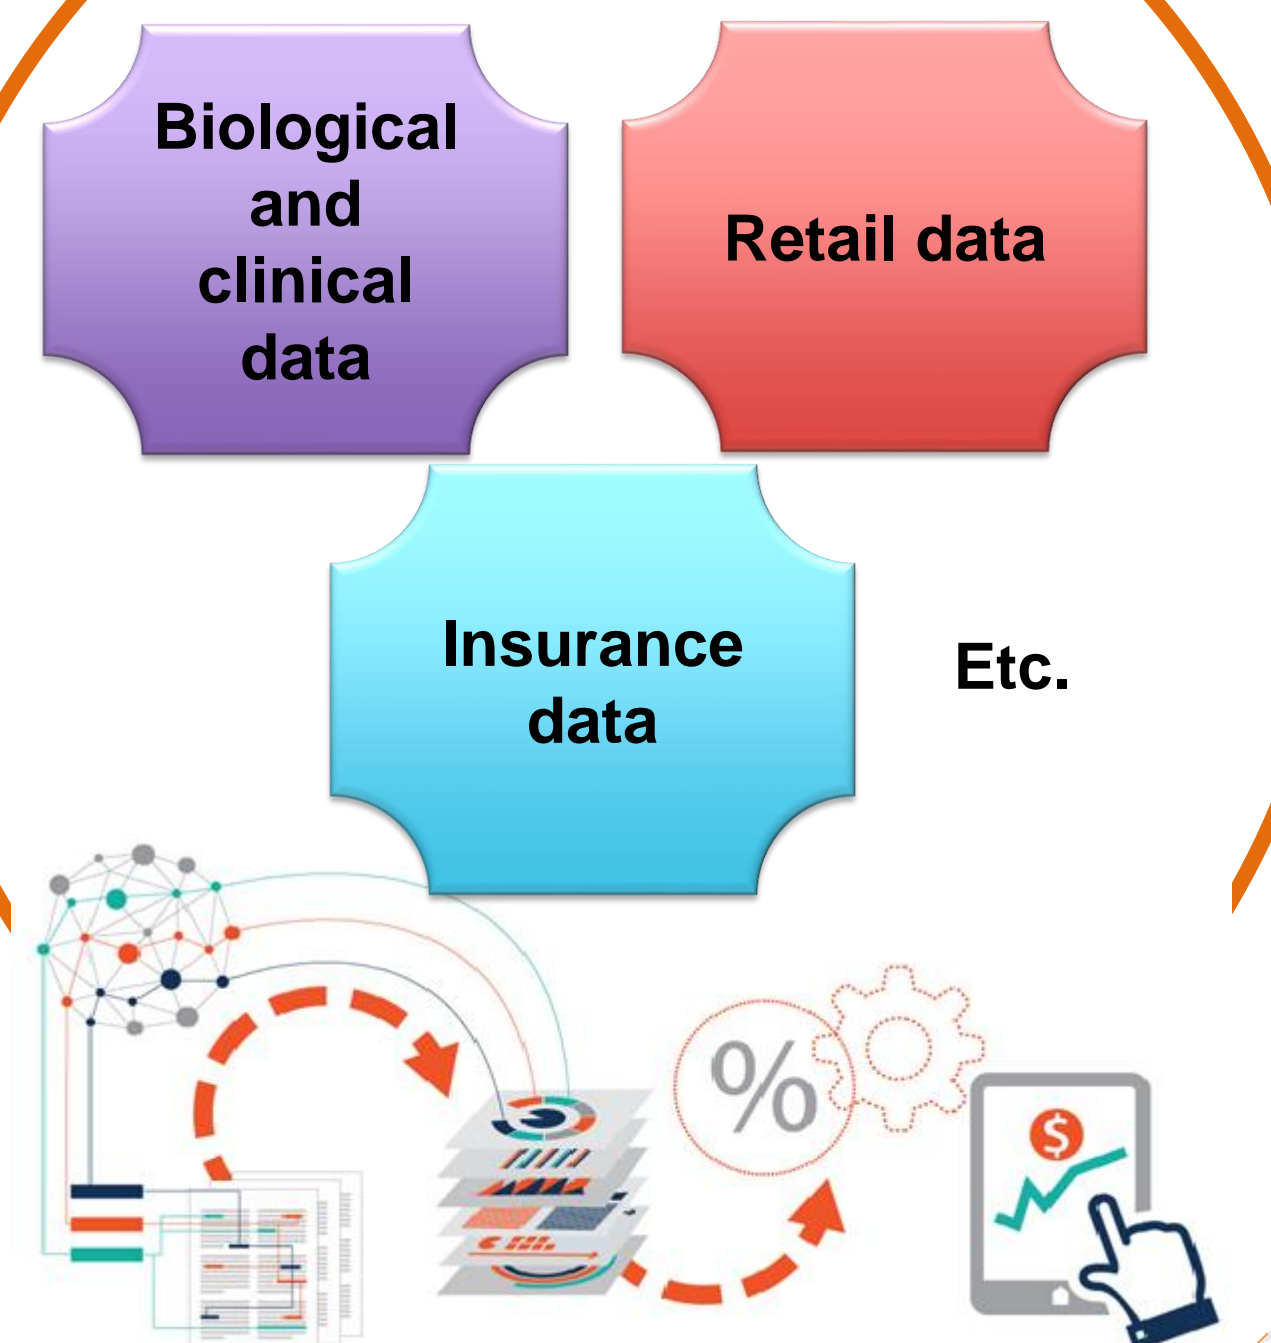 Biological
and
clinical
data
Retail data
Insurance
data
Etc.
%
$